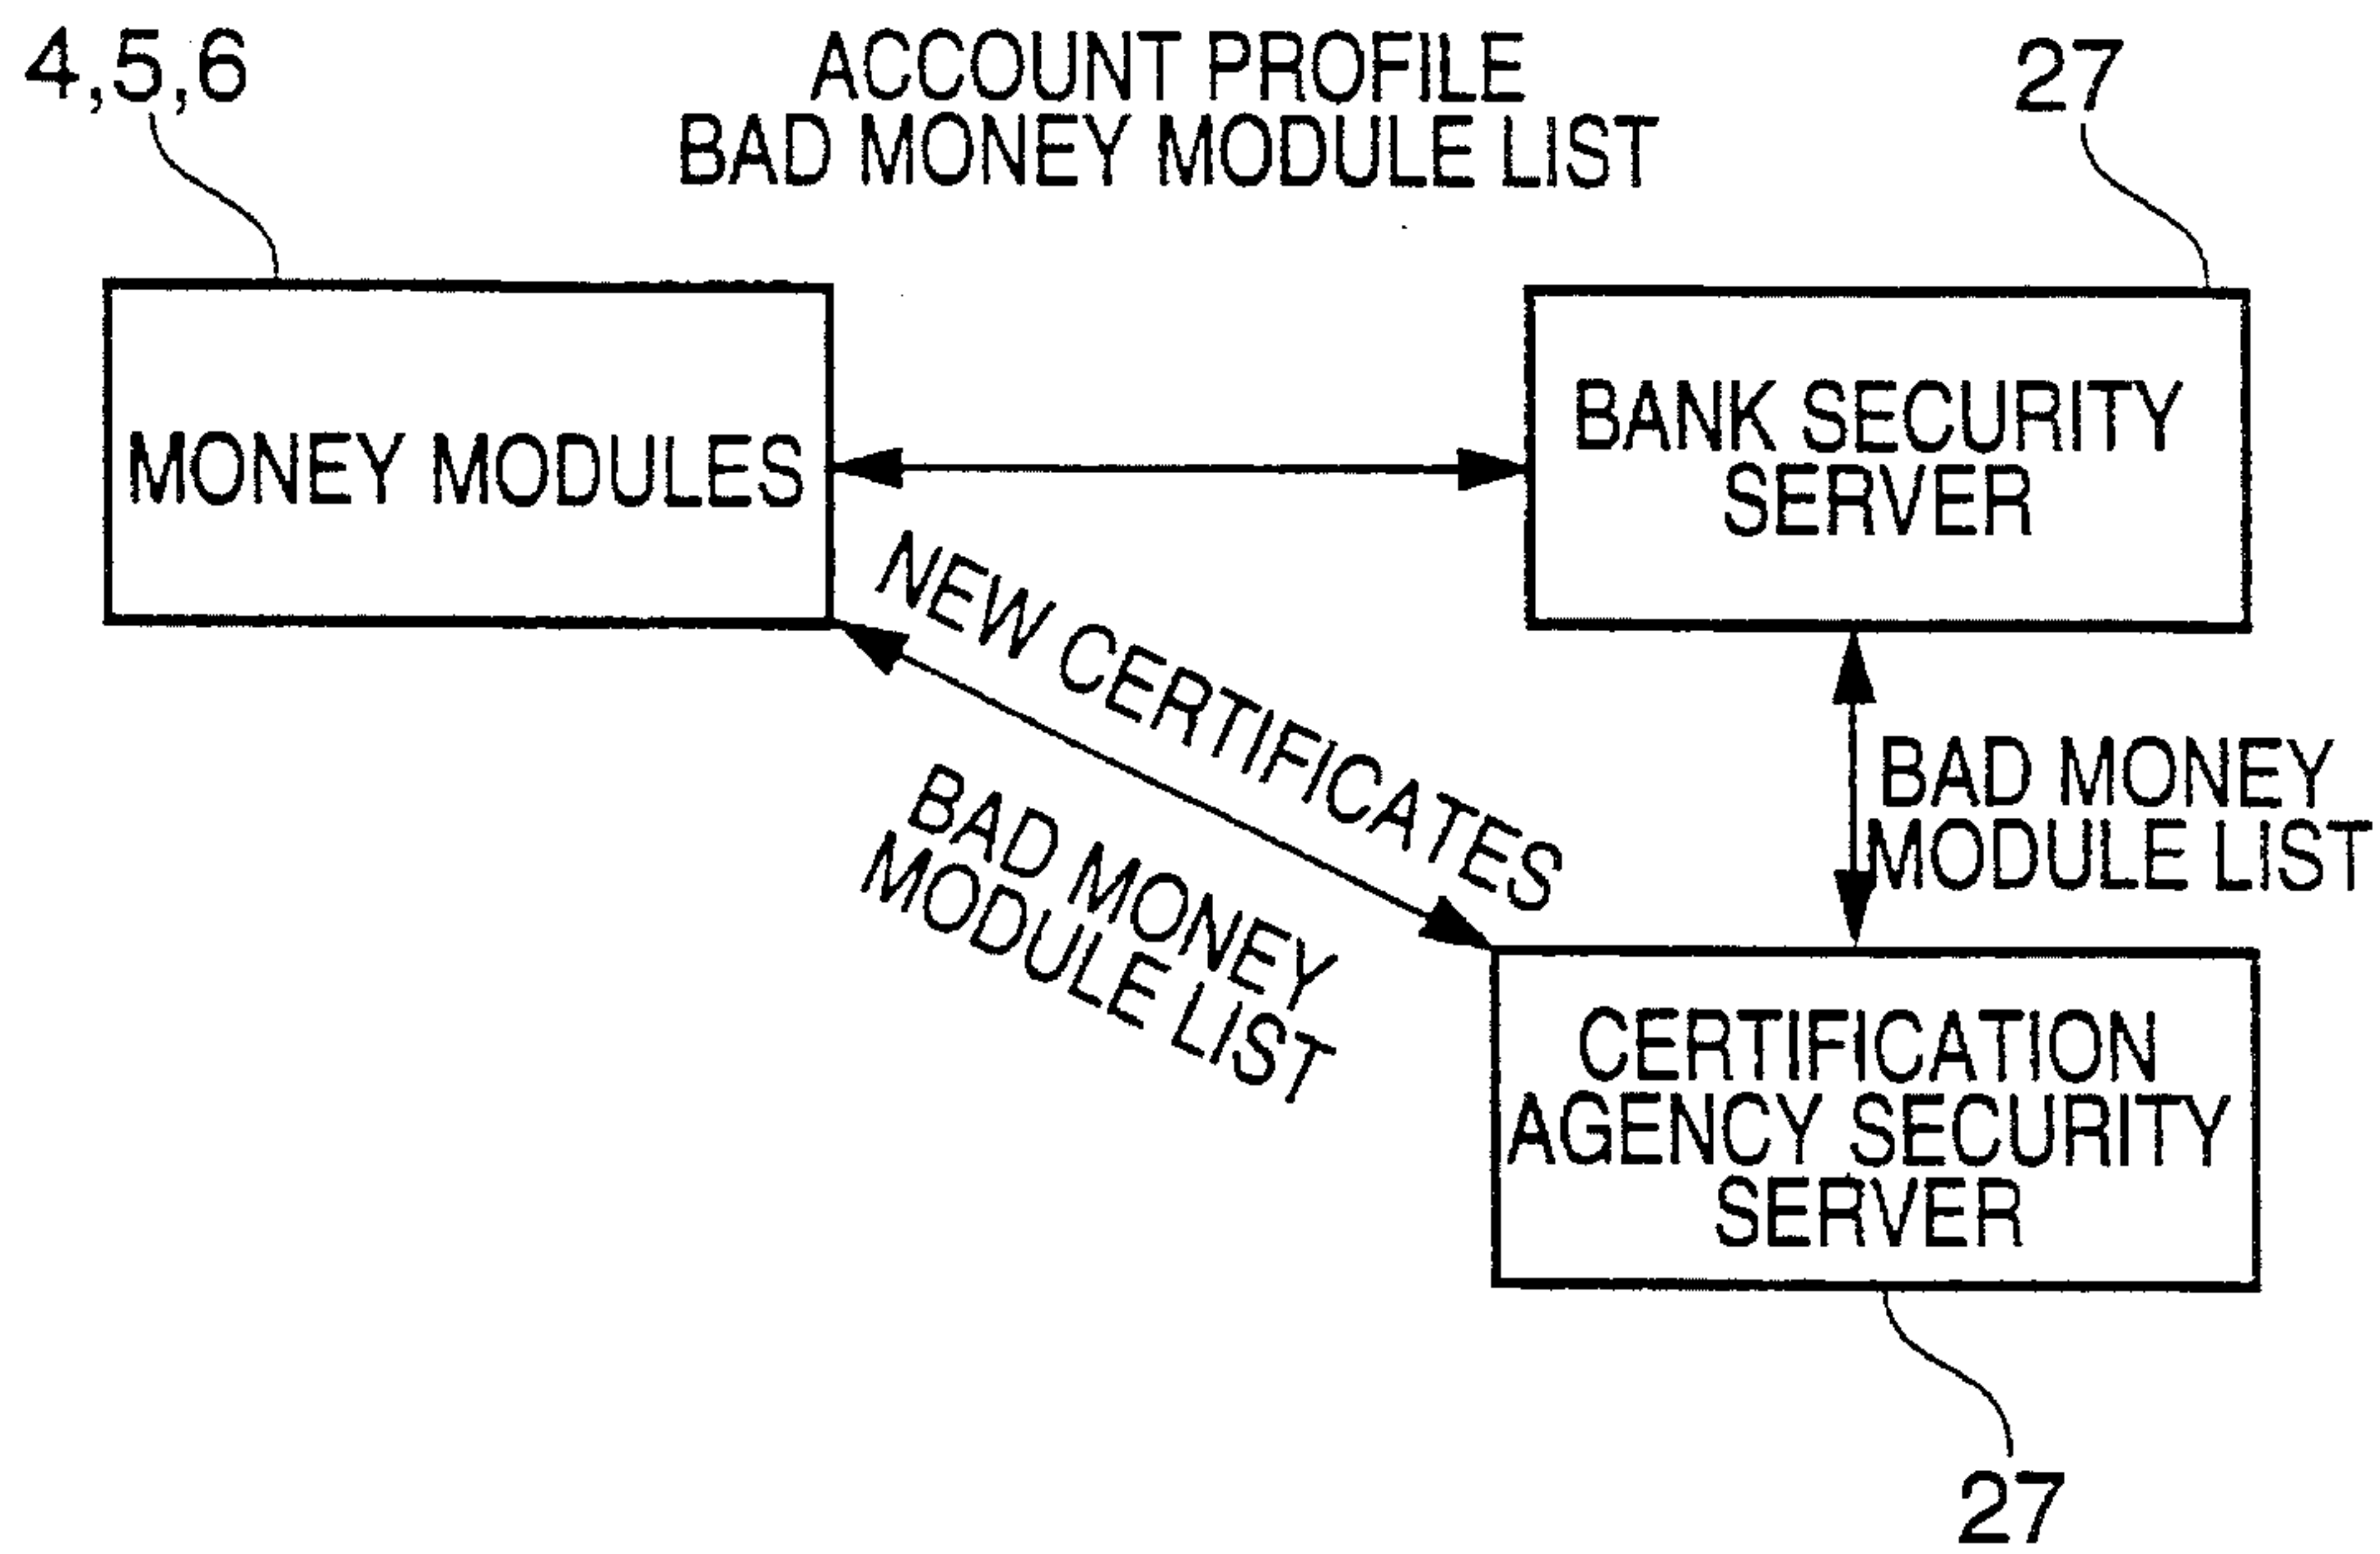 4,5,6
ACCOUNT PROFILE
BAD MONEY MODULE LIST
27
MONEY MODULES
BANK SECURITY
SERVER
NEW CERTIFICATES
BAD MONEY
MODULE LIST
BAD MONEY
MODULE LIST
CERTIFICATION
AGENCY SECURITY
SERVER
27